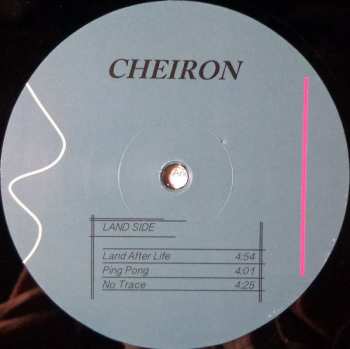 CHEIRON
LAND SIDE
Land After Life 4:54
Ping Pong 4:01
No Trace 4:25